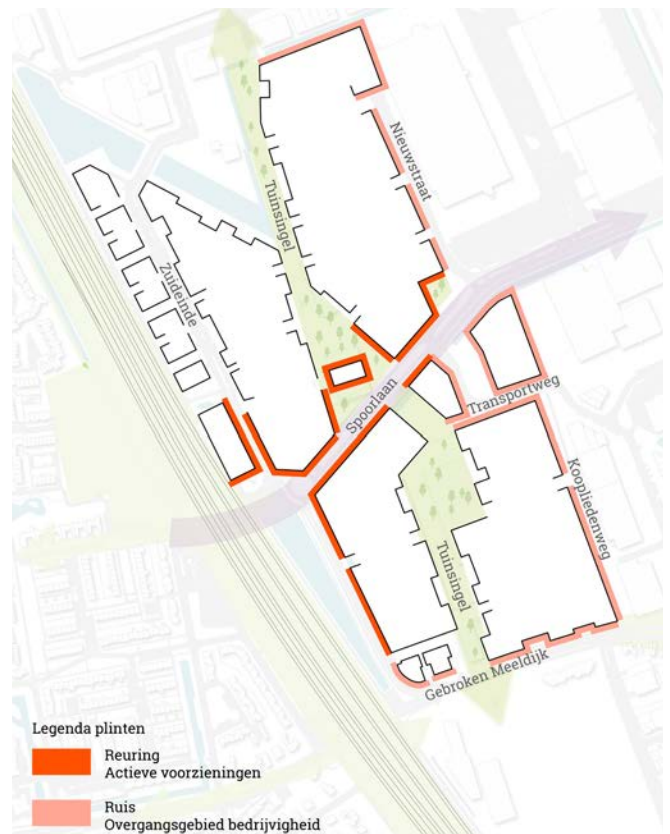 Nieuwstraat
Tuinsingel
Zuideinde
Spoorlaan
Transportweg
Koopliedenweg
Tuinsingel
Gebroken Meeldijk
Legenda plinten
Reuring
Actieve voorzieningen
Ruis
Overgangsgebied bedrijvigheid